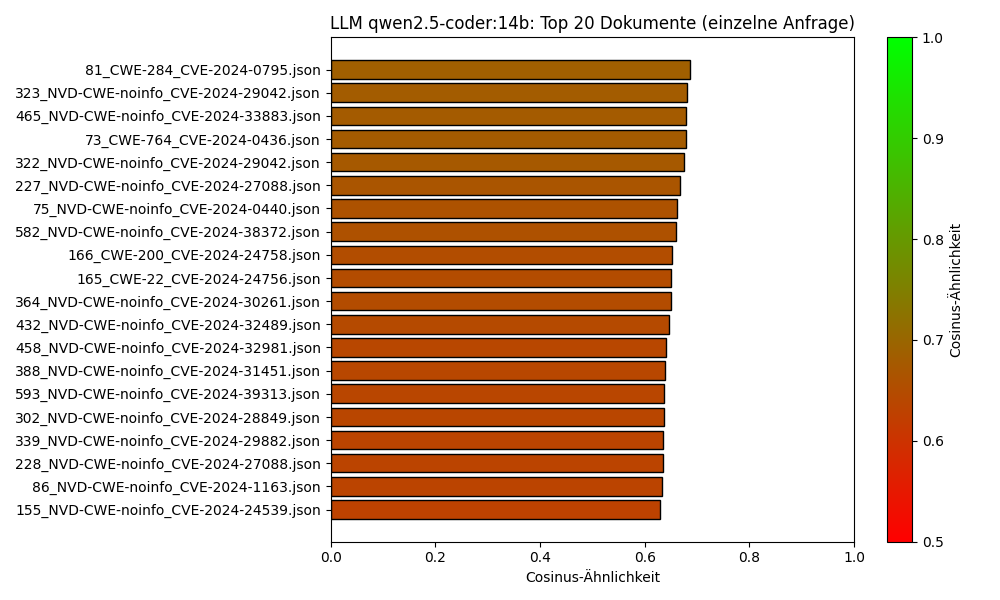 LLM qwen2.5-coder:14b: Top 20 Dokumente (einzelne Anfrage)
81_CWE-284_CVE-2024-0795.json
323_NVD-CWE-noinfo_CVE-2024-29042.json
465_NVD-CWE-noinfo_CVE-2024-33883.json
73_CWE-764_CVE-2024-0436.json
322_NVD-CWE-noinfo_CVE-2024-29042.json
227_NVD-CWE-noinfo_CVE-2024-27088.json
75_NVD-CWE-noinfo_CVE-2024-0440.json
582_NVD-CWE-noinfo_CVE-2024-38372.json
166_CWE-200_CVE-2024-24758.json
165_CWE-22_CVE-2024-24756.json
364_NVD-CWE-noinfo_CVE-2024-30261.json
432_NVD-CWE-noinfo_CVE-2024-32489.json
458_NVD-CWE-noinfo_CVE-2024-32981.json
388_NVD-CWE-noinfo_CVE-2024-31451.json
593_NVD-CWE-noinfo_CVE-2024-39313.json
302_NVD-CWE-noinfo_CVE-2024-28849.json
339_NVD-CWE-noinfo_CVE-2024-29882.json
228_NVD-CWE-noinfo_CVE-2024-27088.json
86_NVD-CWE-noinfo_CVE-2024-1163.json
155_NVD-CWE-noinfo_CVE-2024-24539.json
0.0 0.2 0.4 0.6 0.8 1.0
Cosinus-Ähnlichkeit
1.0
0.9
0.8
0.7
0.6
0.5
Cosinus-Ähnlichkeit